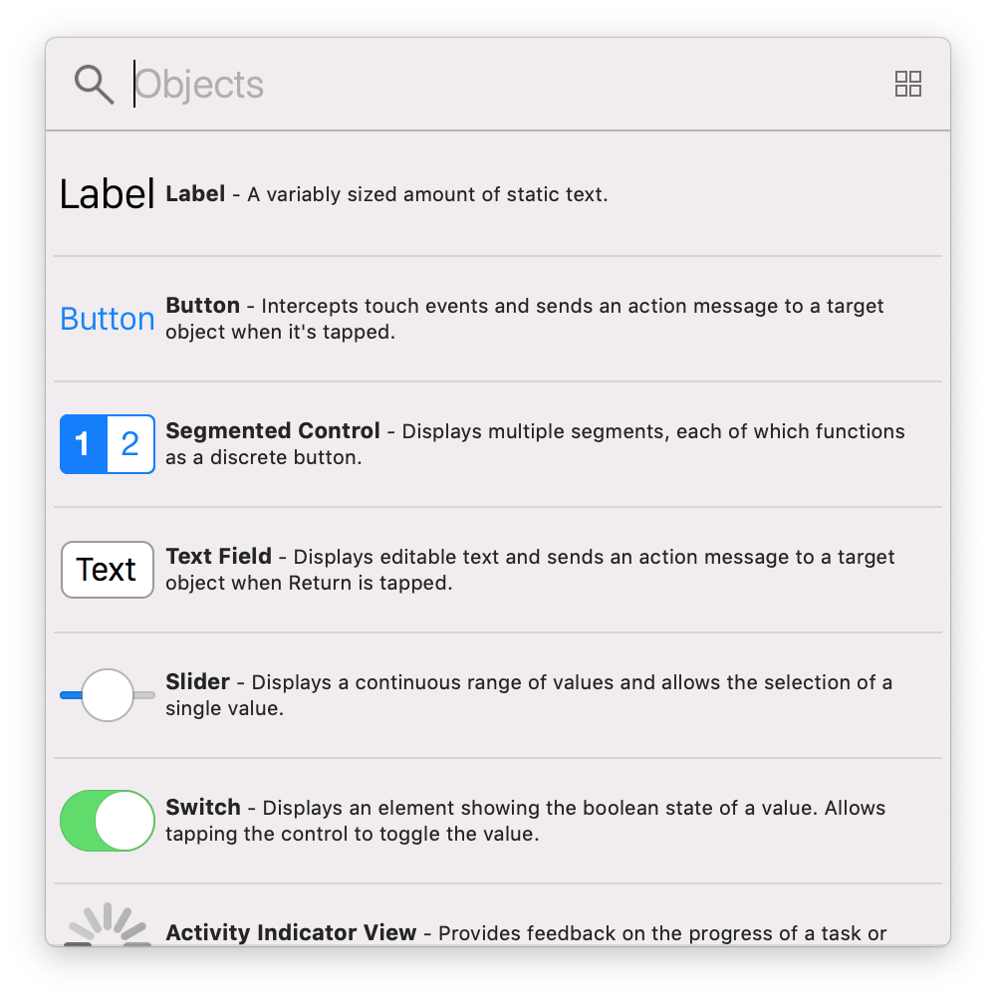 Objects
Label
Label - A variably sized amount of static text.
Button
Button - Intercepts touch events and sends an action message to a target
object when it's tapped.
1 2
Segmented Control - Displays multiple segments, each of which functions
as a discrete button.
Text
Text Field - Displays editable text and sends an action message to a target
object when Return is tapped.
Slider - Displays a continuous range of values and allows the selection of a
single value.
Switch - Displays an element showing the boolean state of a value. Allows
tapping the control to toggle the value.
Activity Indicator View - Provides feedback on the progress of a task or